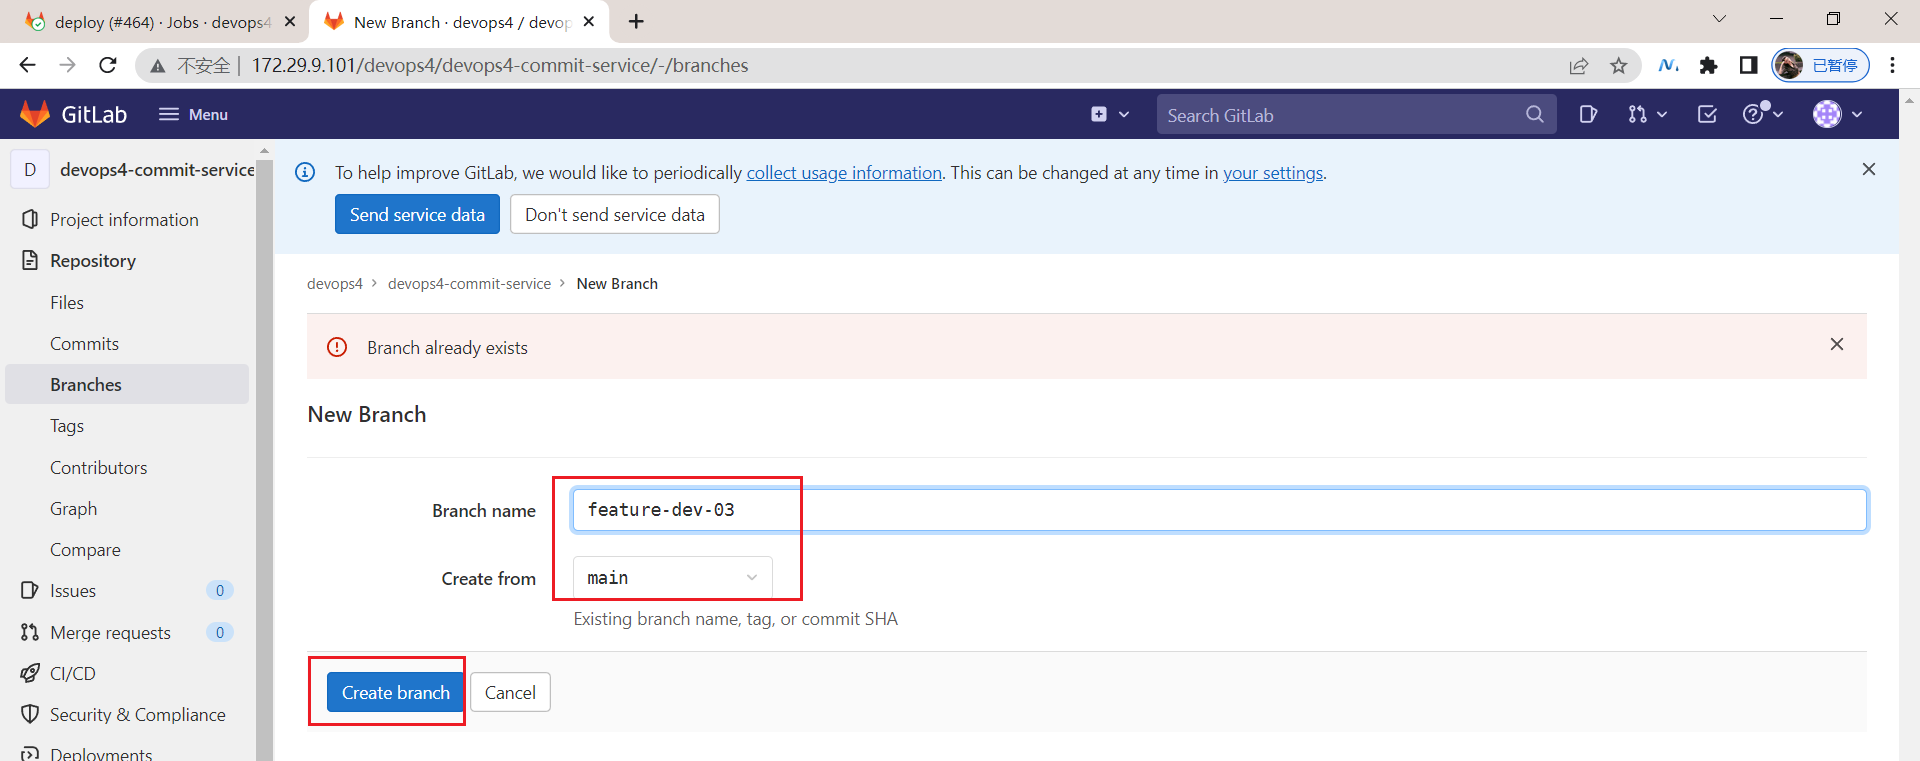 deploy (#464) · Jobs · devops4
New Branch · devops4 / devop
不安全 | 172.29.9.101/devops4/devops4-commit-service/-/branches
已暂停
GitLab
Menu
Search GitLab
D devops4-commit-service
Project information
Repository
Files
Commits
Branches
Tags
Contributors
Graph
Compare
Issues 0
Merge requests 0
CI/CD
Security & Compliance
Deployments
To help improve GitLab, we would like to periodically collect usage information. This can be changed at any time in your settings.
Send service data Don't send service data
devops4 > devops4-commit-service > New Branch
Branch already exists
New Branch
Branch name feature-dev-03
Create from main
Existing branch name, tag, or commit SHA
Create branch Cancel